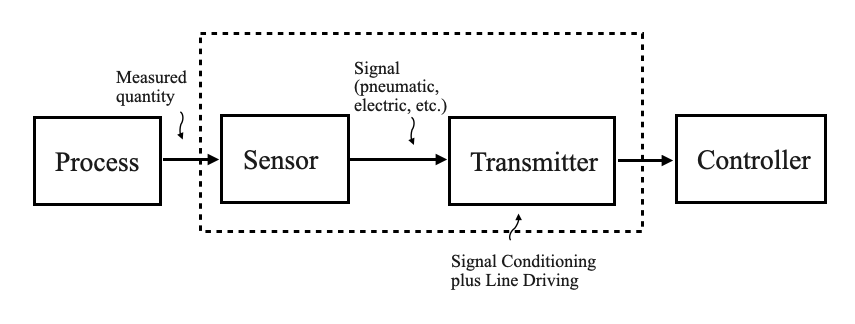 Measured
quantity
Signal
(pneumatic,
electric, etc.)
Process
Sensor
Transmitter
Controller
Signal Conditioning
plus Line Driving